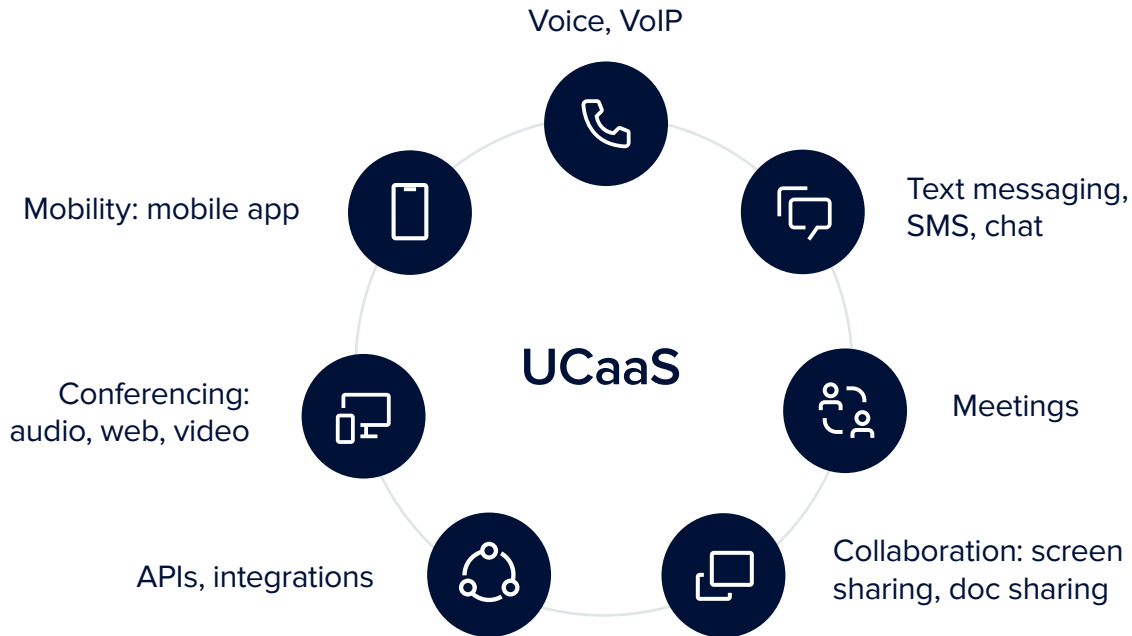 Voice, VoIP
Mobility: mobile app
Text messaging,
SMS, chat
UCaaS
Conferencing:
audio, web, video
Meetings
APIs, integrations
Collaboration: screen
sharing, doc sharing